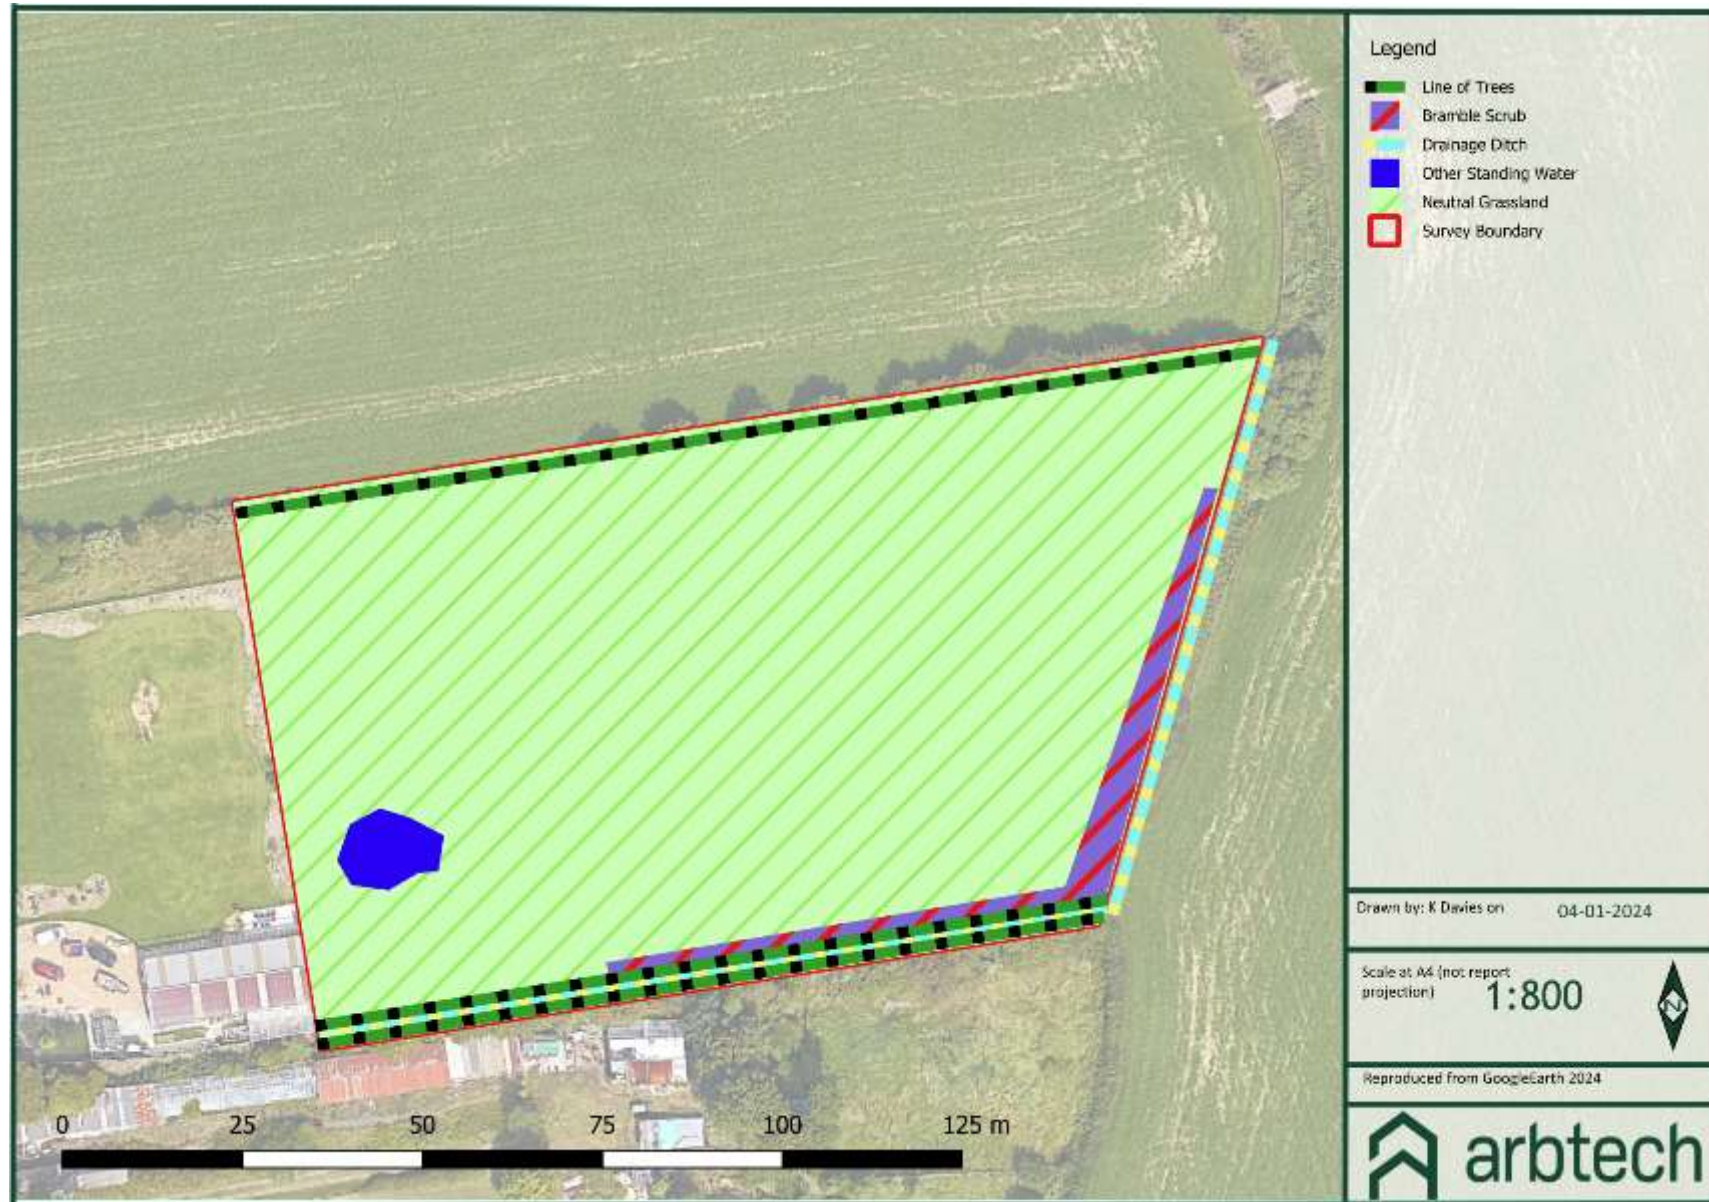 Legend
Line of Trees
Bramble Scrub
Drainage Ditch
Other Standing Water
Neutral Grassland
Survey Boundary
Drawn by: K Davies on 04-01-2024
Scale at A4 (not report
projection) 1:800
N
Reproduced from GoogleEarth 2024
arbtech
0 25 50 75 100 125 m